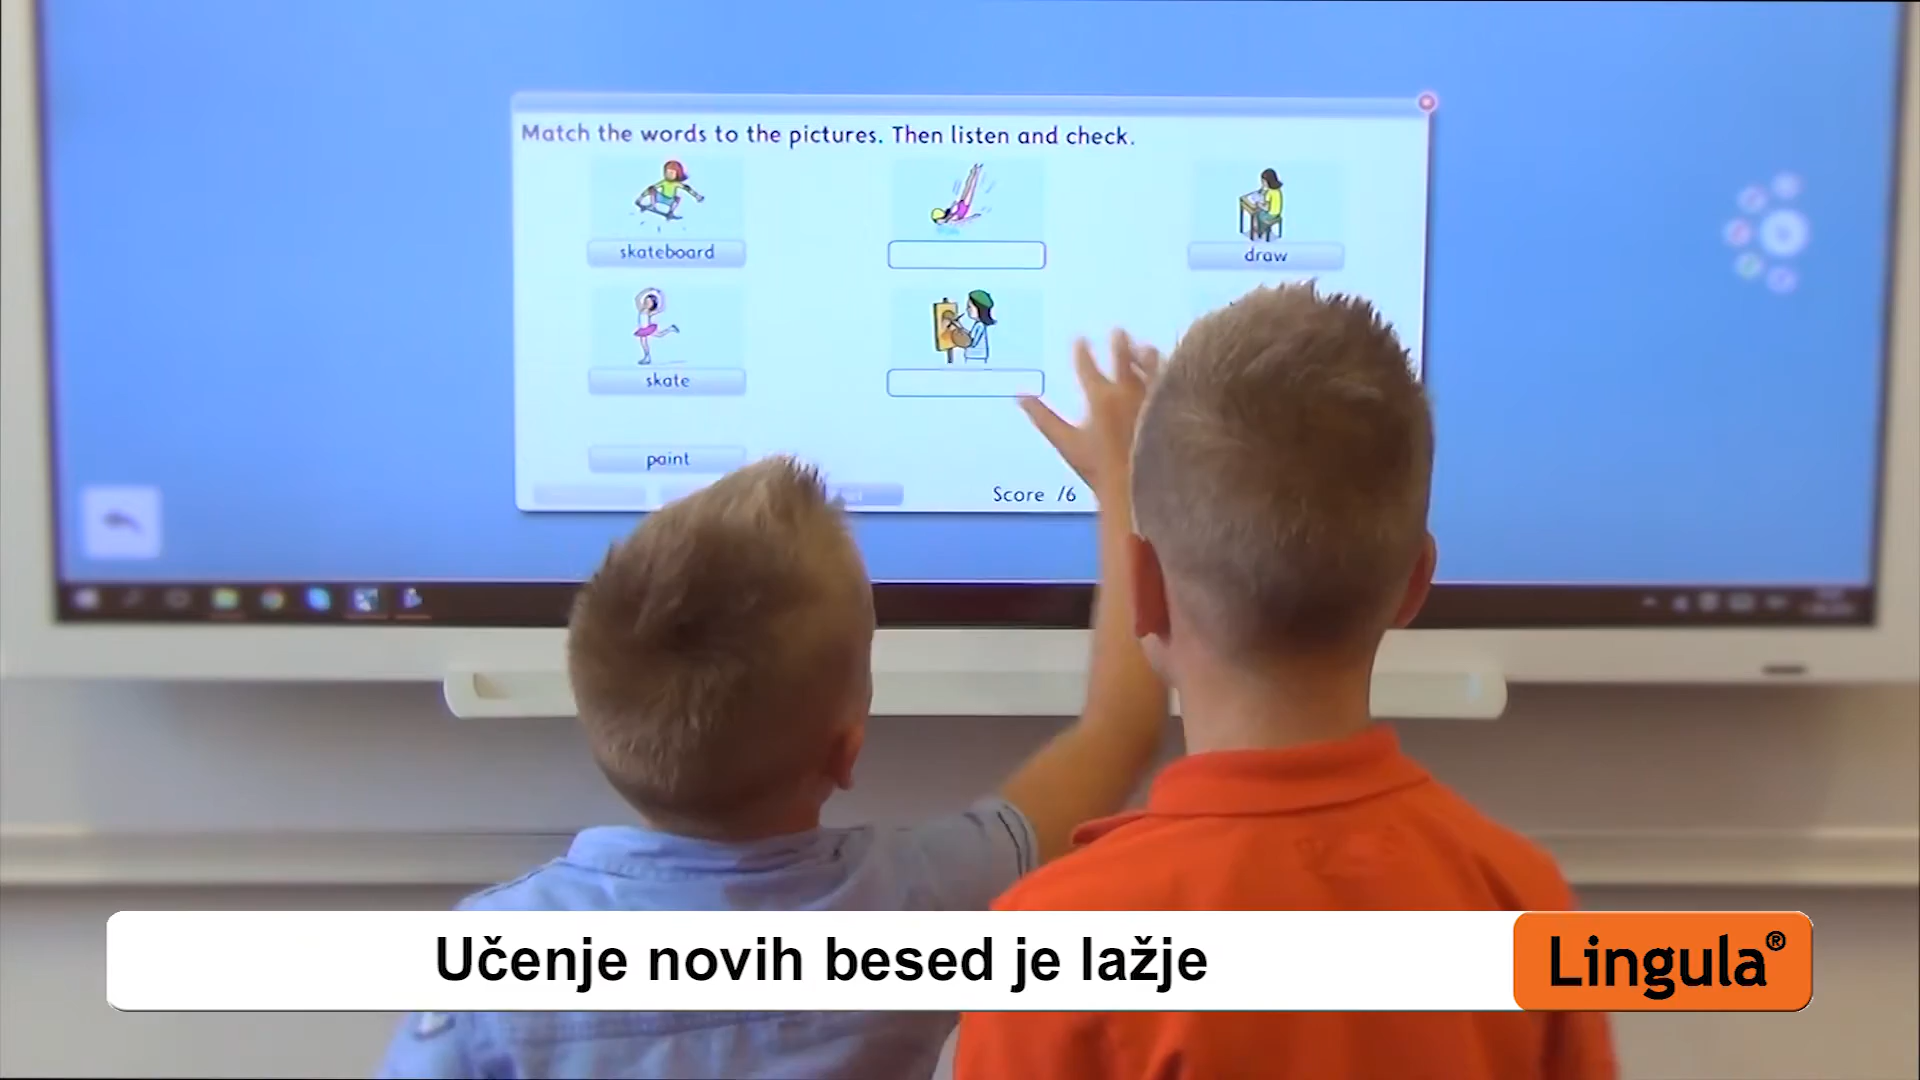 Match the words to the pictures. Then listen and check.
skateboard
draw
skate
paint
Score /6
Učenje novih besed je lažje
Lingula®